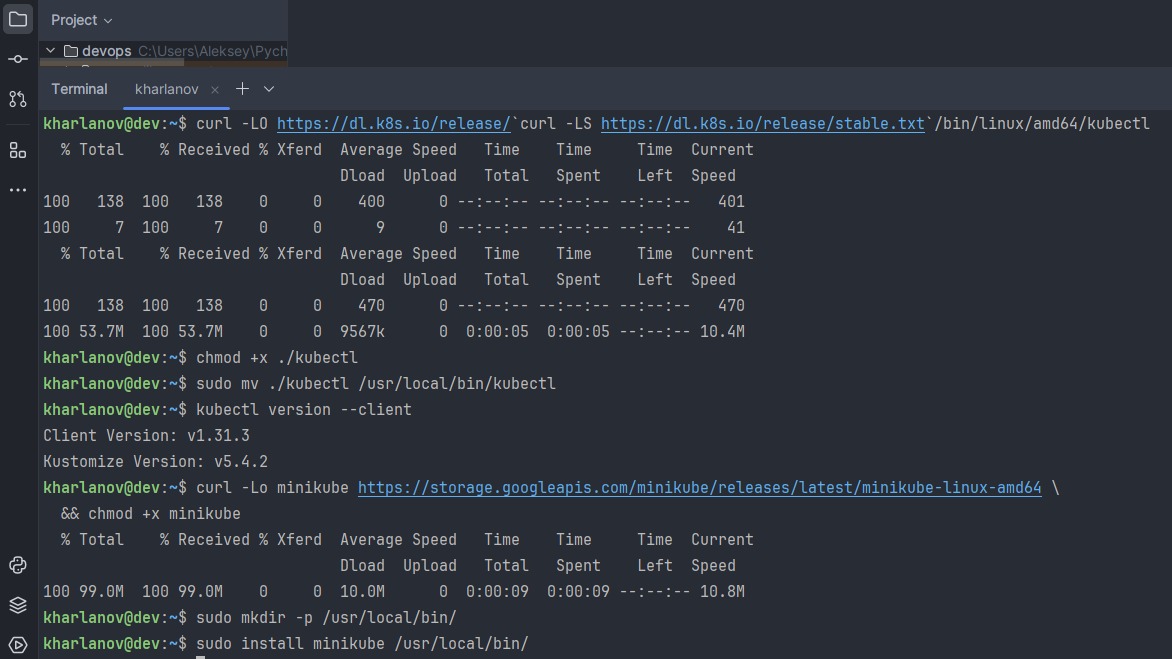 Project
devops C:\Users\Aleksey\Pych
Terminal kharlanov
kharlanov@dev:~$ curl -LO https://dl.k8s.io/release/`curl -LS https://dl.k8s.io/release/stable.txt`/bin/linux/amd64/kubectl
% Total % Received % Xferd Average Speed Time Time Time Current
Dload Upload Total Spent Left Speed
100 138 100 138 0 0 400 0 --:--:-- --:--:-- --:--:-- 401
100 7 100 7 0 0 9 0 --:--:-- --:--:-- --:--:-- 41
% Total % Received % Xferd Average Speed Time Time Time Current
Dload Upload Total Spent Left Speed
100 138 100 138 0 0 470 0 --:--:-- --:--:-- --:--:-- 470
100 53.7M 100 53.7M 0 0 9567k 0 0:00:05 0:00:05 --:--:-- 10.4M
kharlanov@dev:~$ chmod +x ./kubectl
kharlanov@dev:~$ sudo mv ./kubectl /usr/local/bin/kubectl
kharlanov@dev:~$ kubectl version --client
Client Version: v1.31.3
Kustomize Version: v5.4.2
kharlanov@dev:~$ curl -Lo minikube https://storage.googleapis.com/minikube/releases/latest/minikube-linux-amd64 \
&& chmod +x minikube
% Total % Received % Xferd Average Speed Time Time Time Current
Dload Upload Total Spent Left Speed
100 99.0M 100 99.0M 0 0 10.0M 0 0:00:09 0:00:09 --:--:-- 10.8M
kharlanov@dev:~$ sudo mkdir -p /usr/local/bin/
kharlanov@dev:~$ sudo install minikube /usr/local/bin/